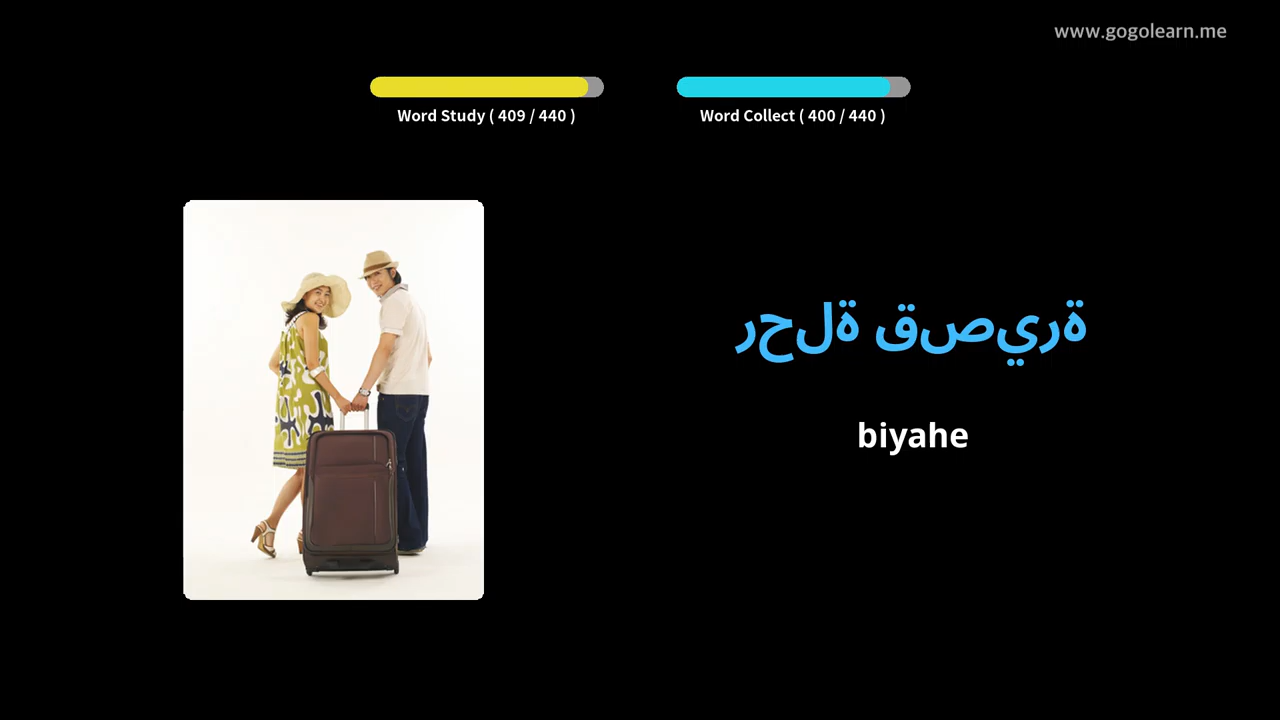 www.gogolearn.me
Word Study ( 409 / 440 )
Word Collect ( 400 / 440 )
رحلة قصيرة
biyahe